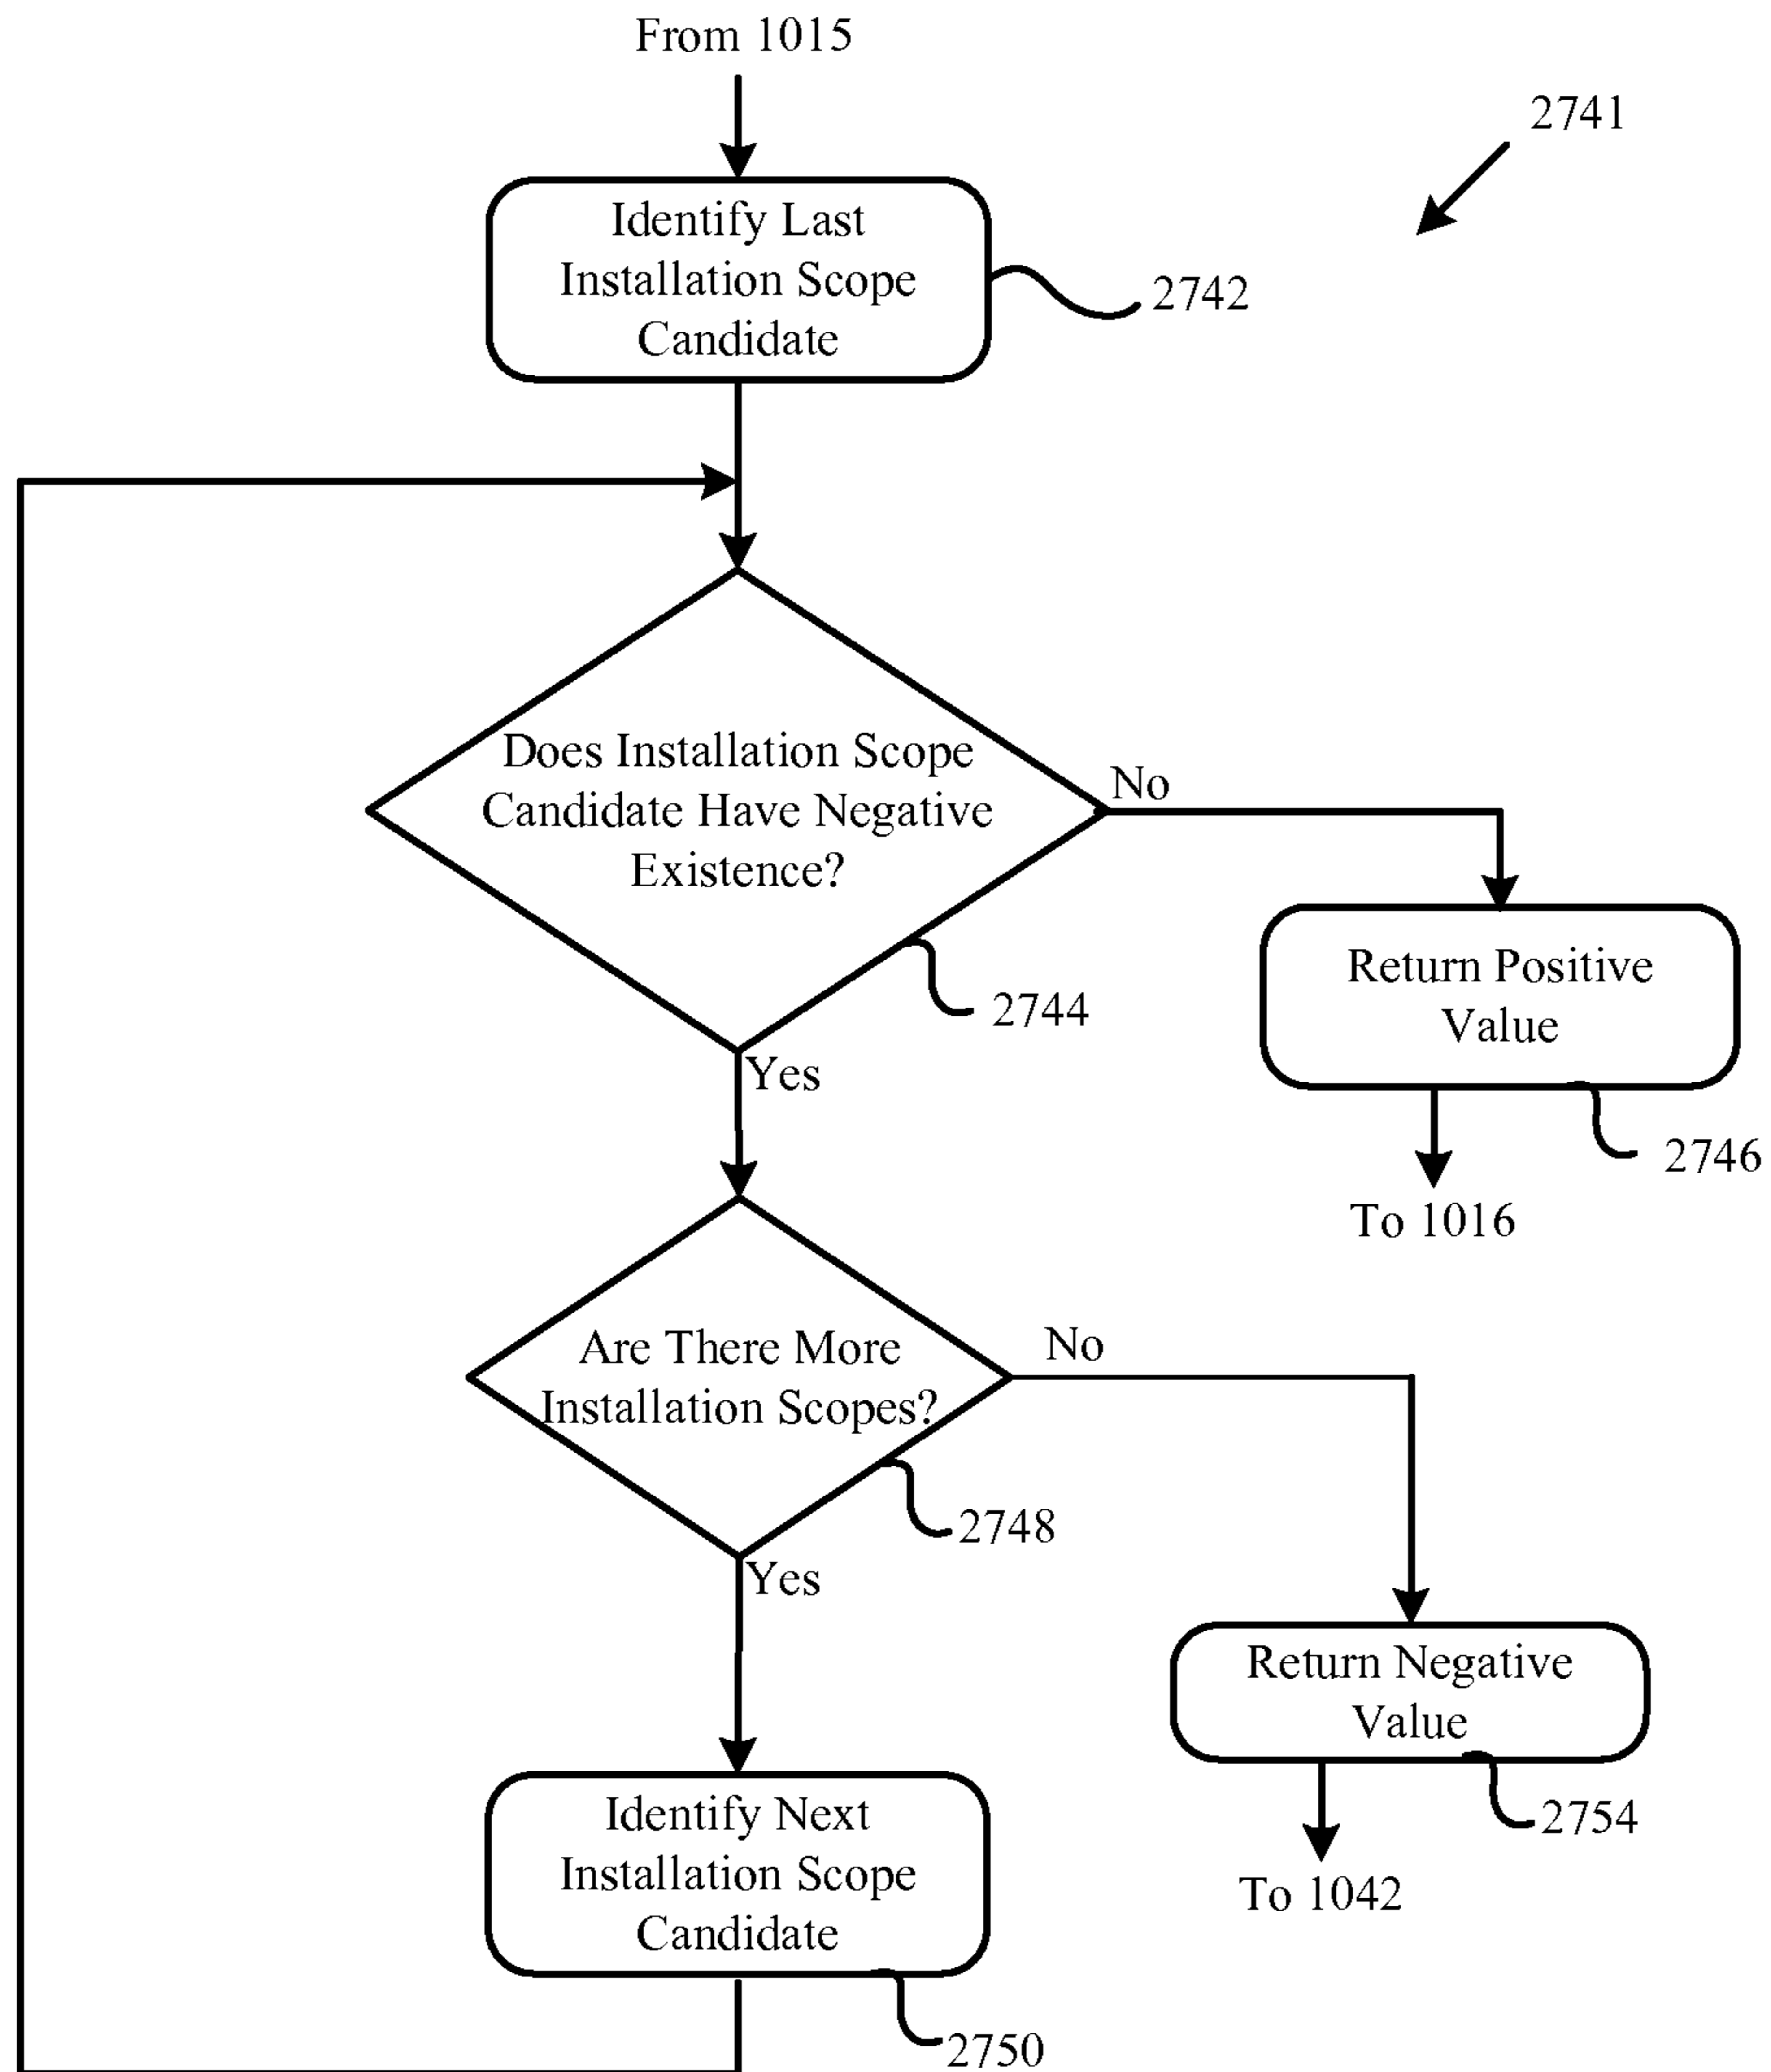 From 1015
2741
Identify Last
Installation Scope
Candidate
2742
Does Installation Scope
Candidate Have Negative
Existence?
No
2744
Yes
Return Positive
Value
2746
To 1016
Are There More
Installation Scopes?
No
2748
Yes
Return Negative
Value
2754
To 1042
Identify Next
Installation Scope
Candidate
2750